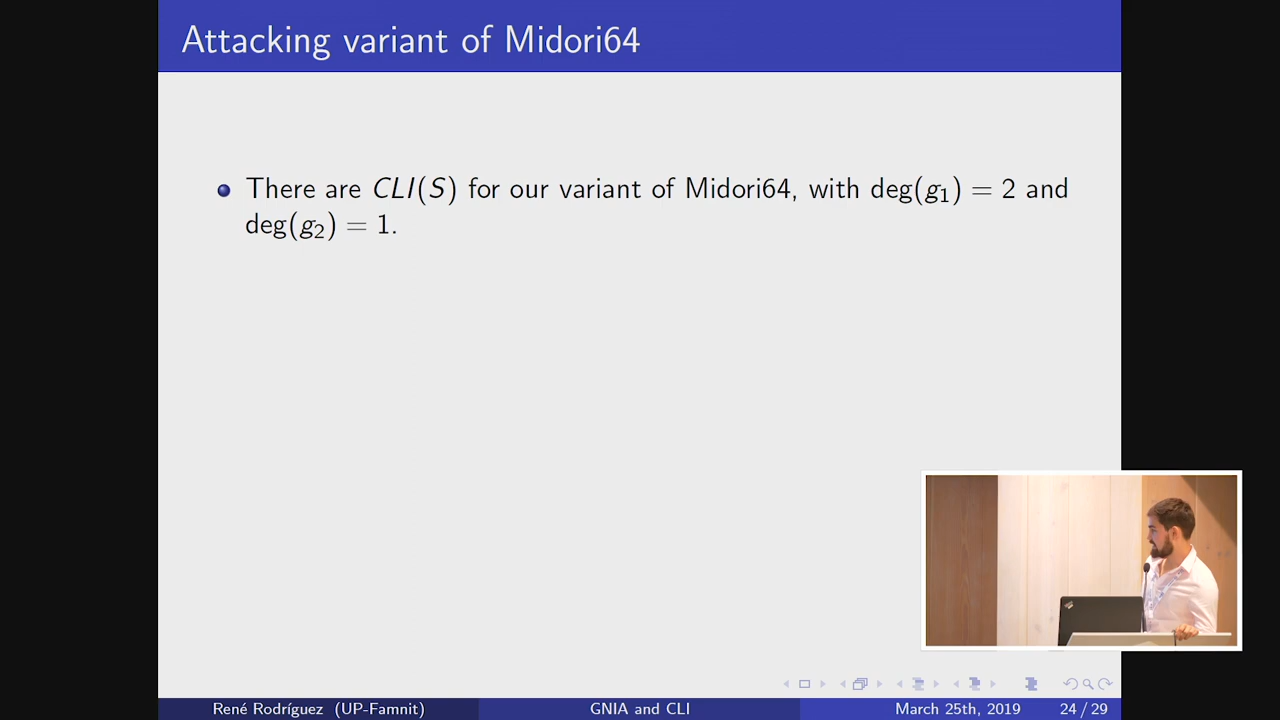 Attacking variant of Midori64
There are CLI(S) for our variant of Midori64, with deg(g₁) = 2 and
deg(g₂) = 1.
René Rodríguez (UP-Famnit)
GNIA and CLI
March 25th, 2019
24 / 29